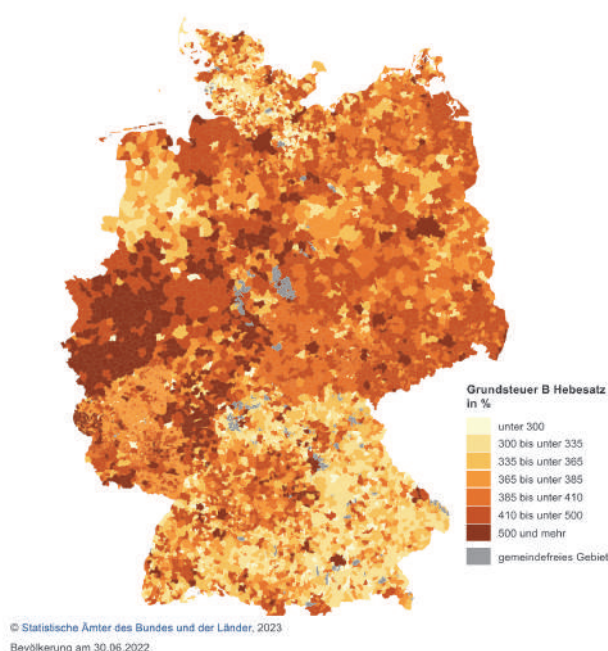 Grundsteuer B Hebesatz
in %
unter 300
300 bis unter 335
335 bis unter 365
365 bis unter 385
385 bis unter 410
410 bis unter 500
500 und mehr
gemeindefreies Gebiet
© Statistische Ämter des Bundes und der Länder, 2023
Bevölkerung am 30.06.2022